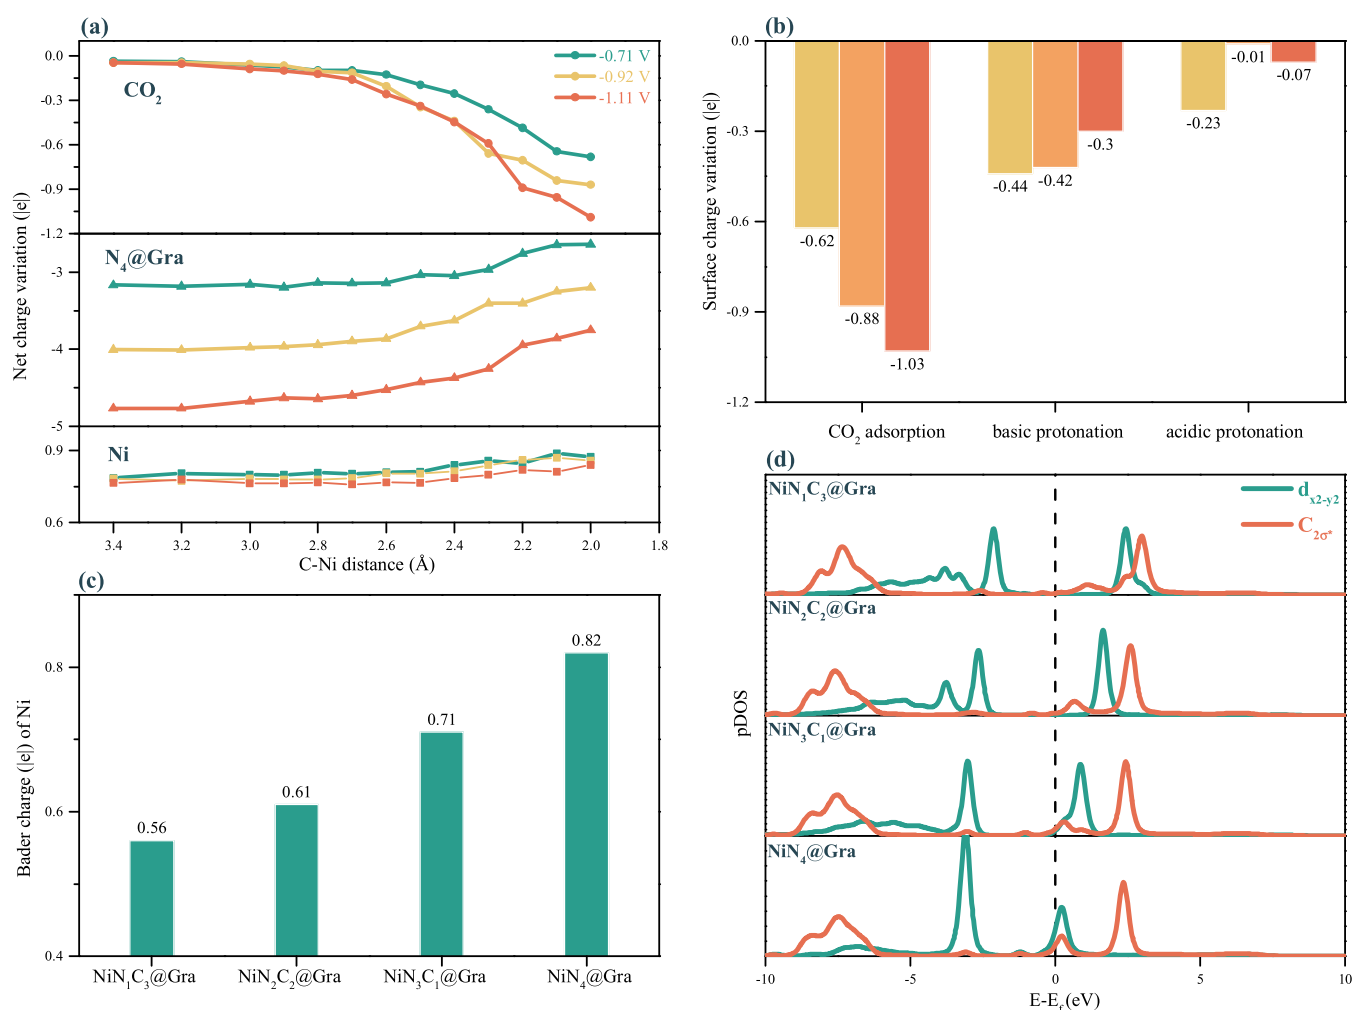 (a)
0.0
-0.3
-0.6
-0.9
-1.2
CO2
-0.71 V
-0.92 V
-1.11 V
N4@Gra
-3
-4
-5
Ni
0.9
0.6
3.4 3.2 3.0 2.8 2.6 2.4 2.2 2.0 1.8
C-Ni distance (Å)
Net charge variation (|e|)
(b)
0.0
-0.3
-0.6
-0.9
-1.2
-0.62
-0.88
-1.03
-0.44
-0.42
-0.3
-0.23
-0.01
-0.07
CO2 adsorption basic protonation acidic protonation
Surface charge variation (|e|)
(c)
0.8
0.6
0.4
0.56
0.61
0.71
0.82
NiN1C3@Gra NiN2C2@Gra NiN3C1@Gra NiN4@Gra
Bader charge (|e|) of Ni
(d)
NiN1C3@Gra
dx2-y2
C2σ*
NiN2C2@Gra
NiN3C1@Gra
NiN4@Gra
-10 -5 0 5 10
E-Ef(eV)
pDOS